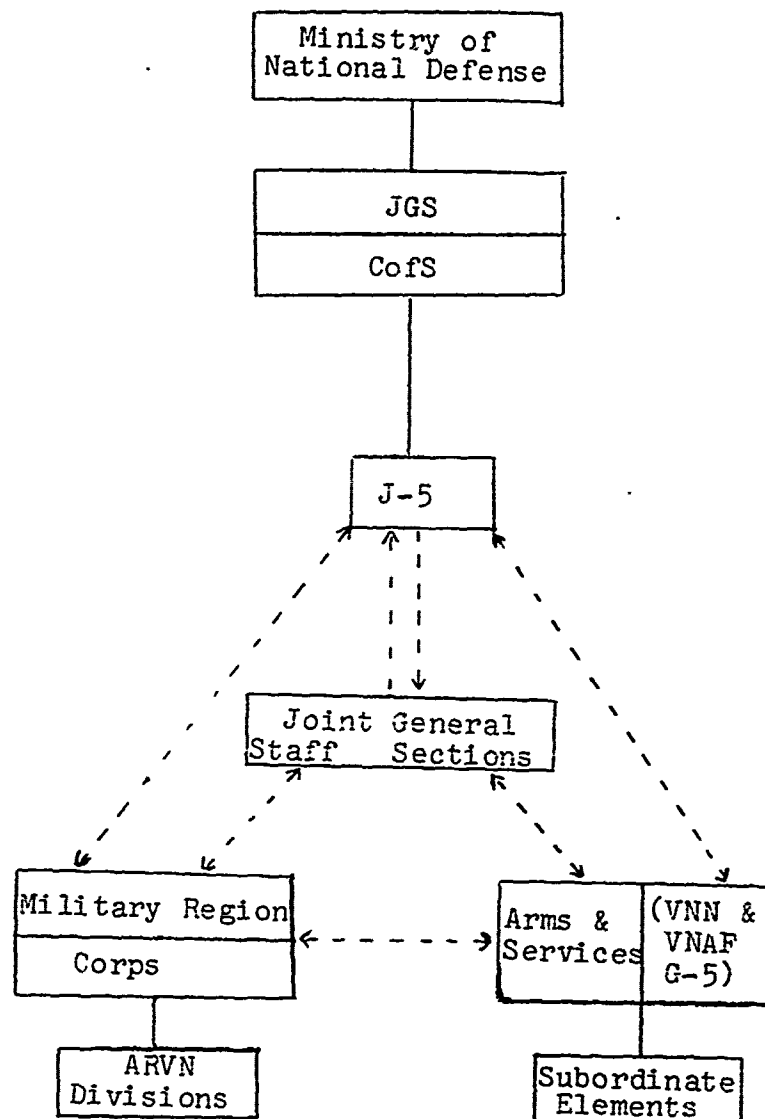 Ministry of
National Defense
JGS
CofS
J-5
Joint General
Staff Sections
Military Region
Corps
Arms &
Services
(VNN &
VNAF
G-5)
ARVN
Divisions
Subordinate
Elements